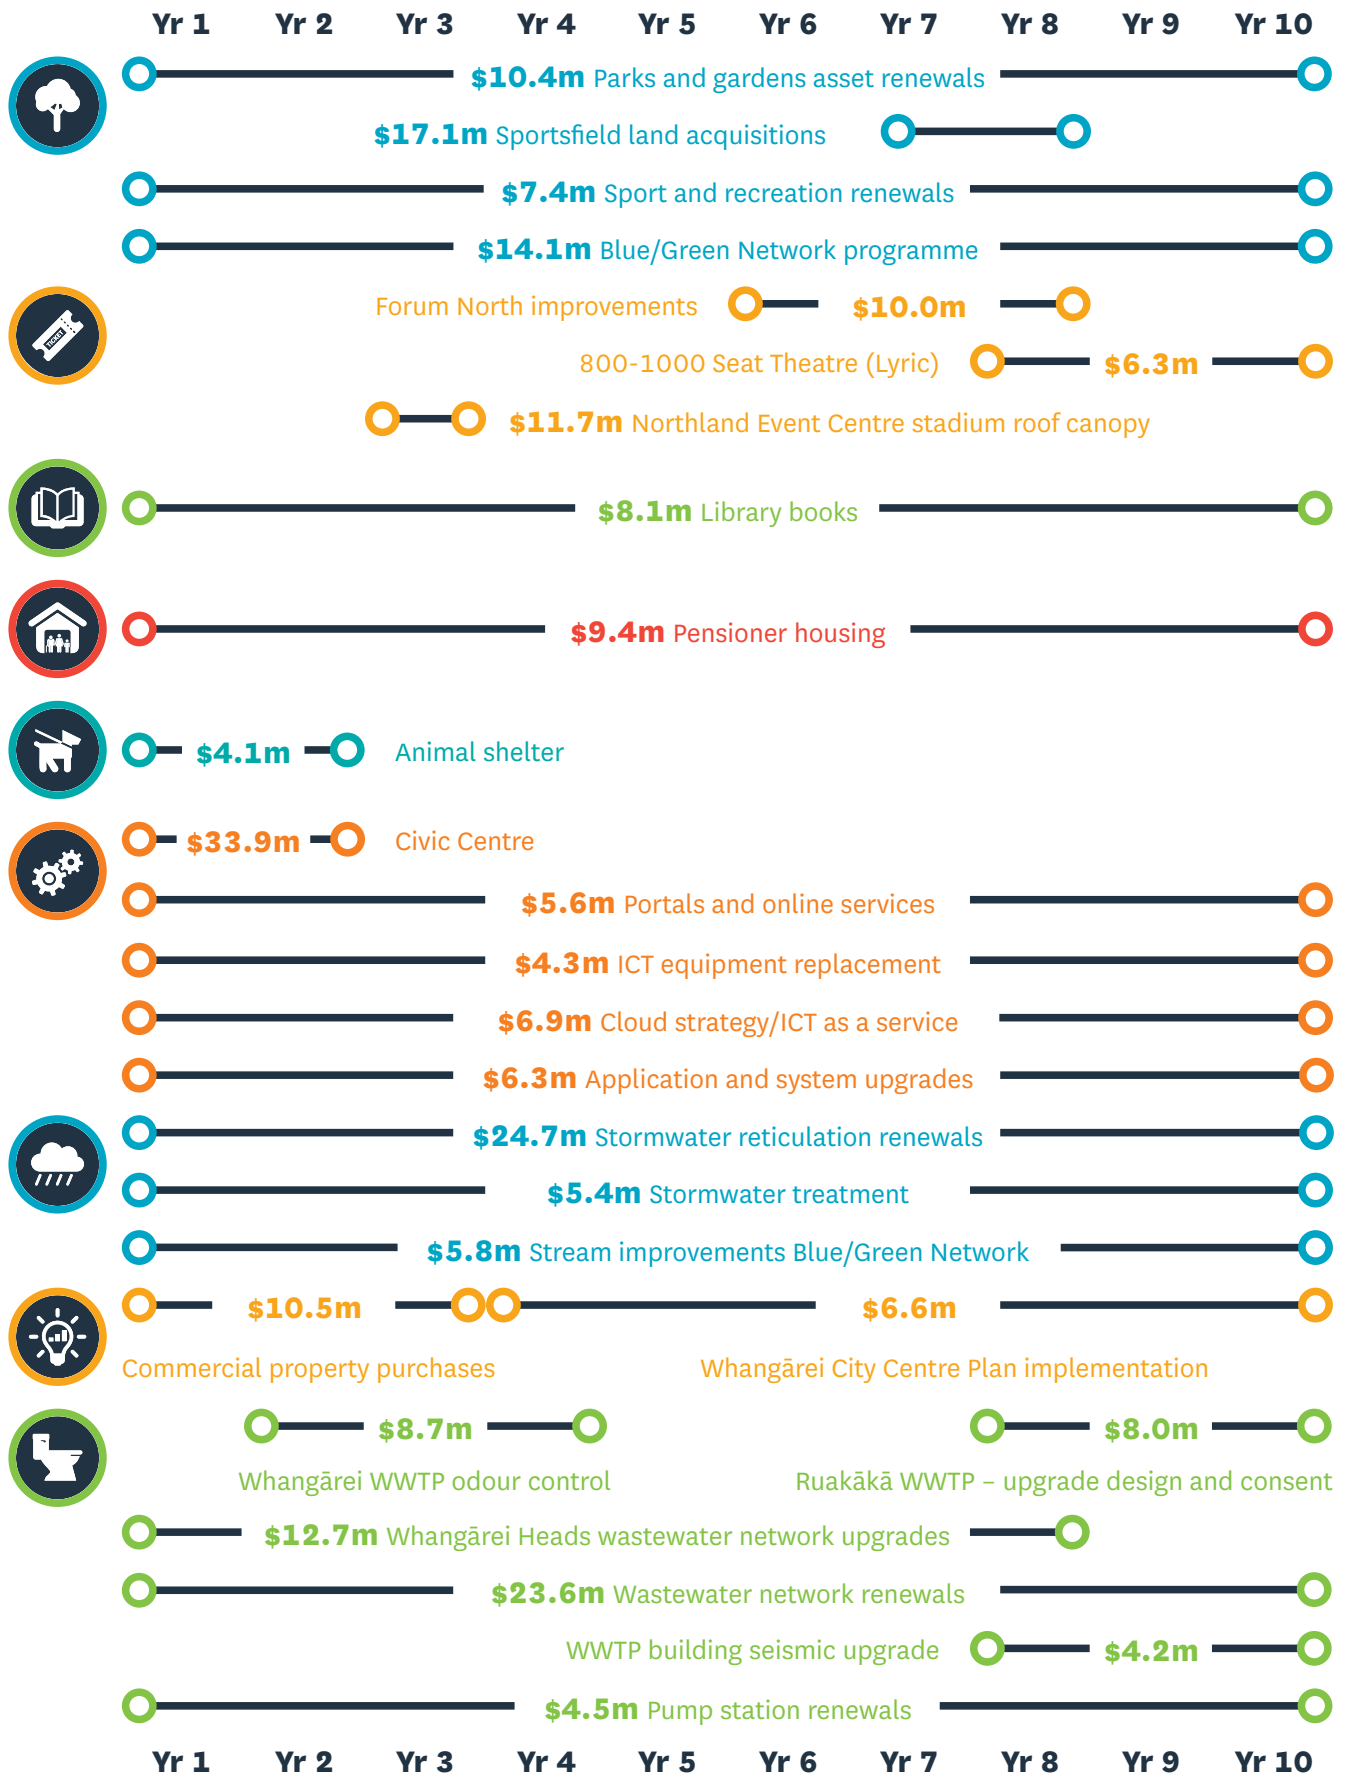 Yr 1 Yr 2 Yr 3 Yr 4 Yr 5 Yr 6 Yr 7 Yr 8 Yr 9 Yr 10
$10.4m Parks and gardens asset renewals
$17.1m Sportsfield land acquisitions
$7.4m Sport and recreation renewals
$14.1m Blue/Green Network programme
Forum North improvements $10.0m
TICKET
800-1000 Seat Theatre (Lyric) $6.3m
$11.7m Northland Event Centre stadium roof canopy
$8.1m Library books
$9.4m Pensioner housing
$4.1m Animal shelter
$33.9m Civic Centre
$5.6m Portals and online services
$4.3m ICT equipment replacement
$6.9m Cloud strategy/ICT as a service
$6.3m Application and system upgrades
$24.7m Stormwater reticulation renewals
$5.4m Stormwater treatment
$5.8m Stream improvements Blue/Green Network
$10.5m $6.6m
Commercial property purchases Whangārei City Centre Plan implementation
$8.7m $8.0m
Whangārei WWTP odour control Ruakākā WWTP – upgrade design and consent
$12.7m Whangārei Heads wastewater network upgrades
$23.6m Wastewater network renewals
WWTP building seismic upgrade $4.2m
$4.5m Pump station renewals
Yr 1 Yr 2 Yr 3 Yr 4 Yr 5 Yr 6 Yr 7 Yr 8 Yr 9 Yr 10